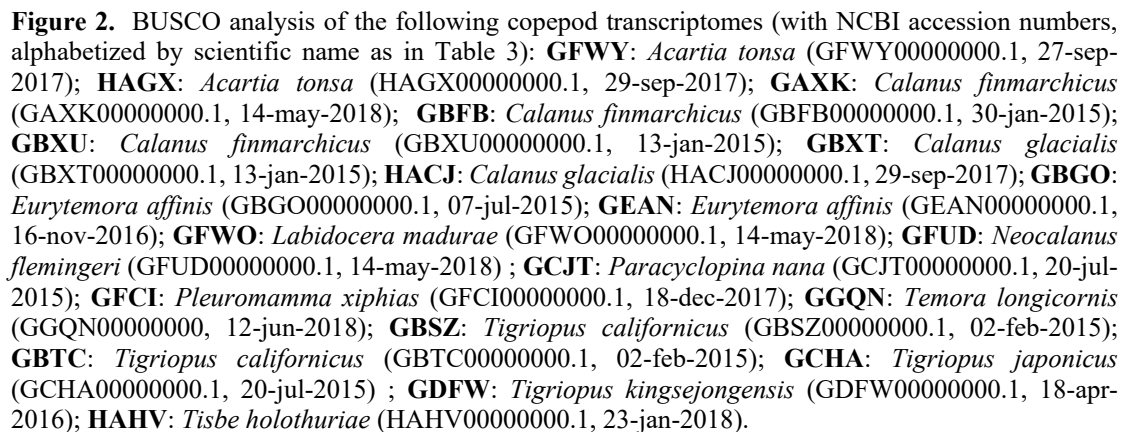 Figure 2. BUSCO analysis of the following copepod transcriptomes (with NCBI accession numbers,
alphabetized by scientific name as in Table 3): GFWY: Acartia tonsa (GFWY00000000.1, 27-sep-
2017); HAGX: Acartia tonsa (HAGX00000000.1, 29-sep-2017); GAXK: Calanus finmarchicus
(GAXK00000000.1, 14-may-2018); GBFB: Calanus finmarchicus (GBFB00000000.1, 30-jan-2015);
GBXU: Calanus finmarchicus (GBXU00000000.1, 13-jan-2015); GBXT: Calanus glacialis
(GBXT00000000.1, 13-jan-2015); HACJ: Calanus glacialis (HACJ00000000.1, 29-sep-2017); GBGO:
Eurytemora affinis (GBGO00000000.1, 07-jul-2015); GEAN: Eurytemora affinis (GEAN00000000.1,
16-nov-2016); GFWO: Labidocera madurae (GFWO00000000.1, 14-may-2018); GFUD: Neocalanus
flemingeri (GFUD00000000.1, 14-may-2018) ; GCJT: Paracyclopina nana (GCJT00000000.1, 20-jul-
2015); GFCI: Pleuromamma xiphias (GFCI00000000.1, 18-dec-2017); GGQN: Temora longicornis
(GGQN00000000, 12-jun-2018); GBSZ: Tigriopus californicus (GBSZ00000000.1, 02-feb-2015);
GBTC: Tigriopus californicus (GBTC00000000.1, 02-feb-2015); GCHA: Tigriopus japonicus
(GCHA00000000.1, 20-jul-2015) ; GDFW: Tigriopus kingsejongensis (GDFW00000000.1, 18-apr-
2016); HAHV: Tisbe holothuriae (HAHV00000000.1, 23-jan-2018).